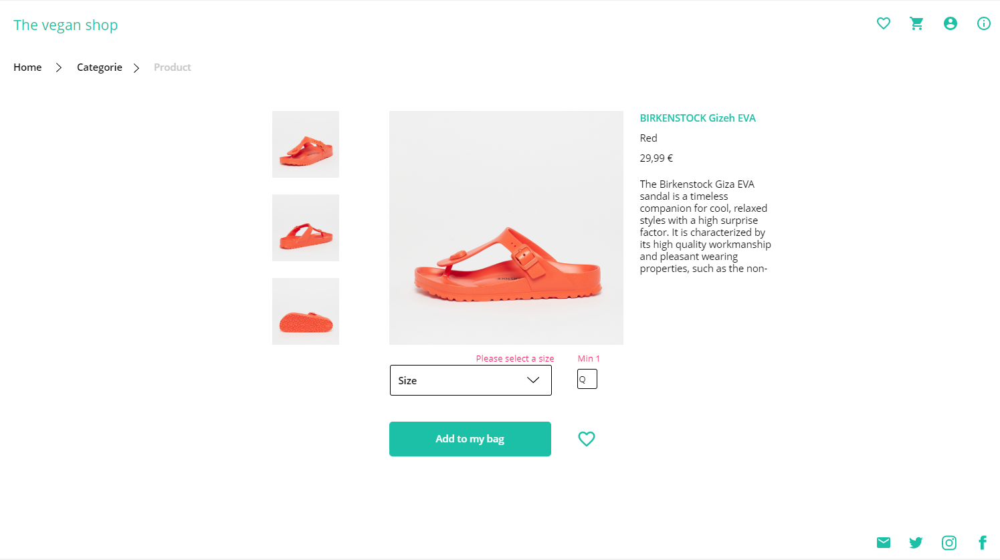 The vegan shop
Home
Categorie
Product
BIRKENSTOCK Gizeh EVA
Red
29,99 €
The Birkenstock Giza EVA
sandal is a timeless
companion for cool, relaxed
styles with a high surprise
factor. It is characterized by
its high quality workmanship
and pleasant wearing
properties, such as the non-
Please select a size
Min 1
Size
Q
Add to my bag